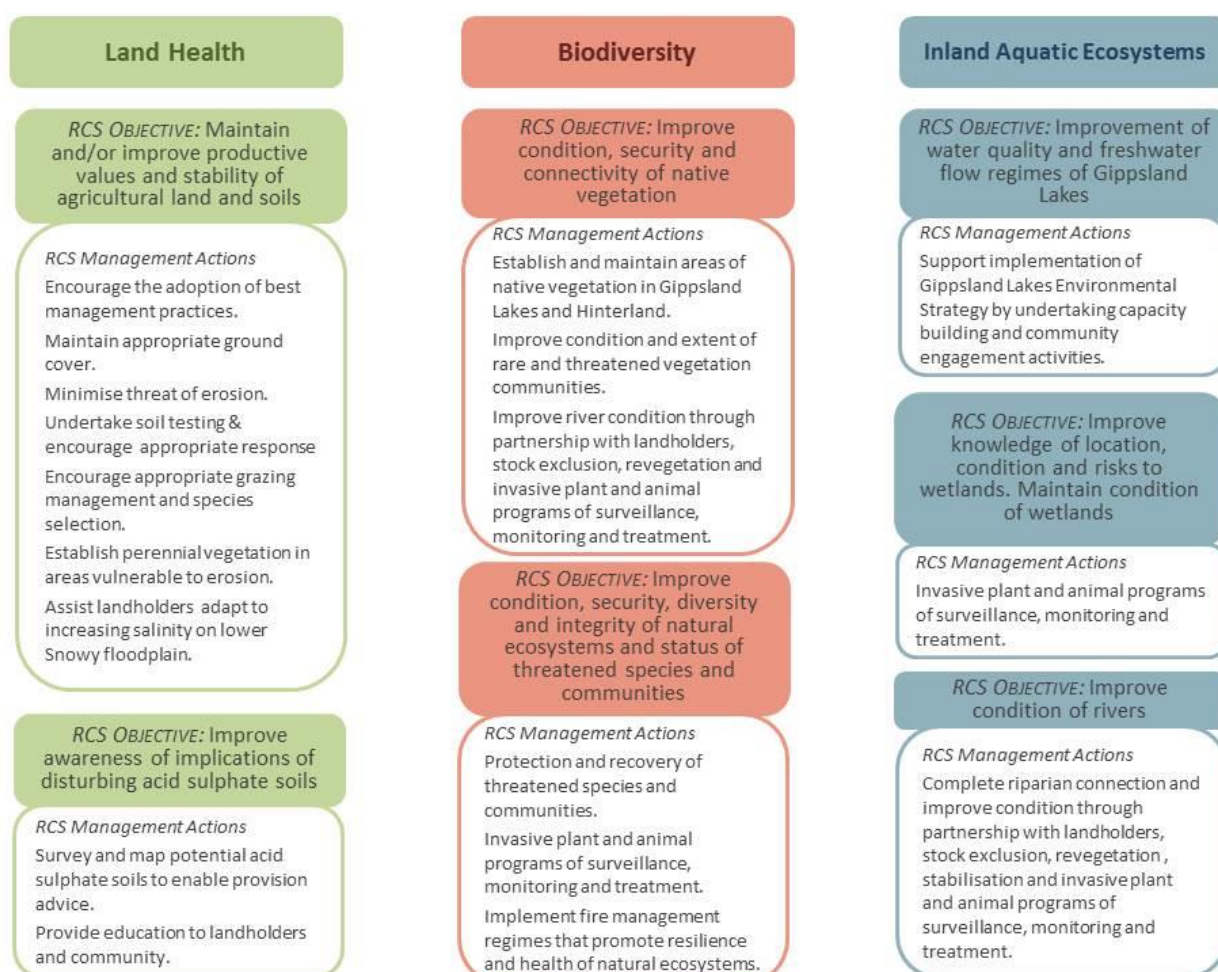 Land Health
RCS OBJECTIVE: Maintain
and/or improve productive
values and stability of
agricultural land and soils
RCS Management Actions
Encourage the adoption of best
management practices.
Maintain appropriate ground
cover.
Minimise threat of erosion.
Undertake soil testing &
encourage appropriate response
Encourage appropriate grazing
management and species
selection.
Establish perennial vegetation in
areas vulnerable to erosion.
Assist landholders adapt to
increasing salinity on lower
Snowy floodplain.
RCS OBJECTIVE: Improve
awareness of implications of
disturbing acid sulphate soils
RCS Management Actions
Survey and map potential acid
sulphate soils to enable provision
advice.
Provide education to landholders
and community.
Biodiversity
RCS OBJECTIVE: Improve
condition, security and
connectivity of native
vegetation
RCS Management Actions
Establish and maintain areas of
native vegetation in Gippsland
Lakes and Hinterland.
Improve condition and extent of
rare and threatened vegetation
communities.
Improve river condition through
partnership with landholders,
stock exclusion, revegetation and
invasive plant and animal
programs of surveillance,
monitoring and treatment.
RCS OBJECTIVE: Improve
condition, security, diversity
and integrity of natural
ecosystems and status of
threatened species and
communities
RCS Management Actions
Protection and recovery of
threatened species and
communities.
Invasive plant and animal
programs of surveillance,
monitoring and treatment.
Implement fire management
regimes that promote resilience
and health of natural ecosystems.
Inland Aquatic Ecosystems
RCS OBJECTIVE: Improvement of
water quality and freshwater
flow regimes of Gippsland
Lakes
RCS Management Actions
Support implementation of
Gippsland Lakes Environmental
Strategy by undertaking capacity
building and community
engagement activities.
RCS OBJECTIVE: Improve
knowledge of location,
condition and risks to
wetlands. Maintain condition
of wetlands
RCS Management Actions
Invasive plant and animal programs
of surveillance, monitoring and
treatment.
RCS OBJECTIVE: Improve
condition of rivers
RCS Management Actions
Complete riparian connection and
improve condition through
partnership with landholders,
stock exclusion, revegetation ,
stabilisation and invasive plant
and animal programs of
surveillance, monitoring and
treatment.